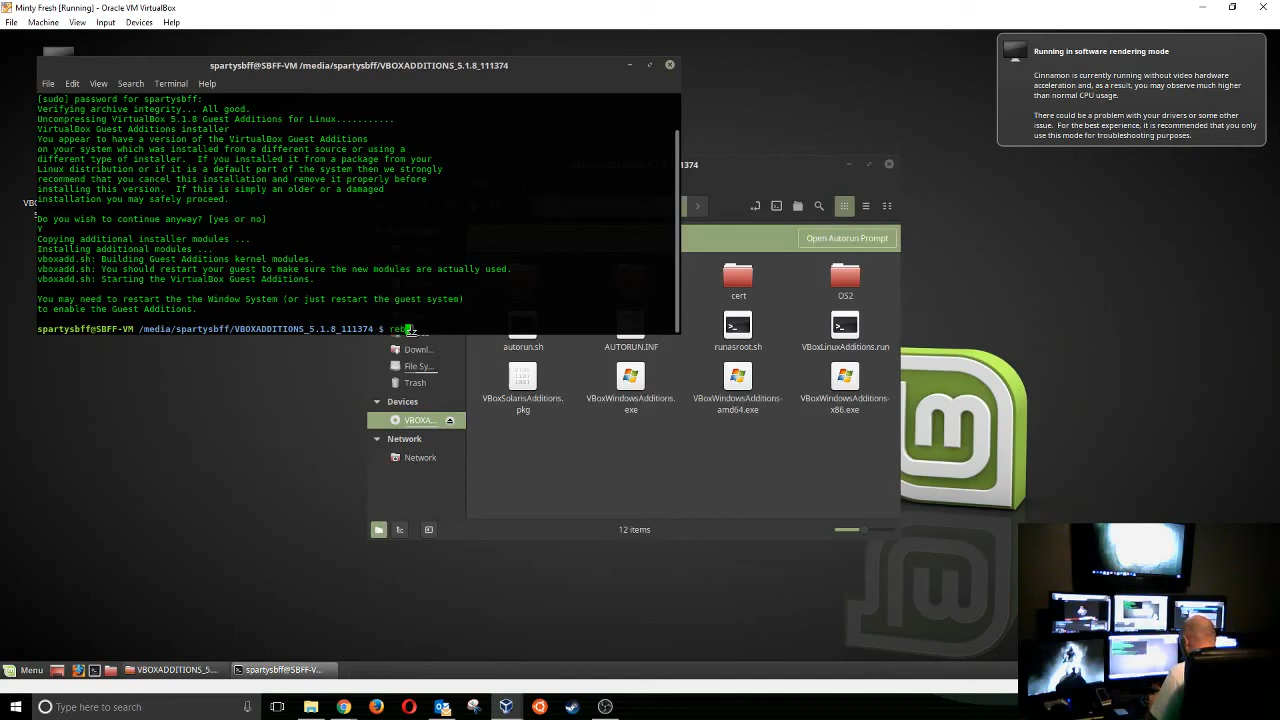 Minty Fresh [Running] - Oracle VM VirtualBox
File Machine View Input Devices Help
spartysbff@SBFF-VM /media/spartysbff/VBOXADDITIONS_5.1.8_111374
File Edit View Search Terminal Help
[sudo] password for spartysbff:
Verifying archive integrity... All good.
Uncompressing VirtualBox 5.1.8 Guest Additions for Linux..........
VirtualBox Guest Additions installer
You appear to have a version of the VirtualBox Guest Additions
on your system which was installed from a different source or using a
different type of installer.  If you installed it from a package from your
Linux distribution or if it is a default part of the system then we strongly
recommend that you cancel this installation and remove it properly before
installing this version.  If this is simply an older or a damaged
installation you may safely proceed.
Do you wish to continue anyway? [yes or no]
Y
Copying additional installer modules ...
Installing additional modules ...
vboxadd.sh: Building Guest Additions kernel modules.
vboxadd.sh: You should restart your guest to make sure the new modules are actually used.
vboxadd.sh: Starting the VirtualBox Guest Additions.
You may need to restart the the Window System (or just restart the guest system)
to enable the Guest Additions.
spartysbff@SBFF-VM /media/spartysbff/VBOXADDITIONS_5.1.8_111374 $ reb
Running in software rendering mode
Cinnamon is currently running without video hardware
acceleration and, as a result, you may observe much higher
than normal CPU usage.
There could be a problem with your drivers or some other
issue.  For the best experience, it is recommended that you only
use this mode for troubleshooting purposes.
Open Autorun Prompt
cert OS2
autorun.sh AUTORUN.INF runasroot.sh VBoxLinuxAdditions.run
VBoxSolarisAdditions. VBoxWindowsAdditions. VBoxWindowsAdditions- VBoxWindowsAdditions-
pkg exe amd64.exe x86.exe
Downl...
File Sy...
Trash
Devices
VBOXA...
Network
Network
12 items
Menu VBOXADDITIONS_5.... spartysbff@SBFF-V...
Type here to search